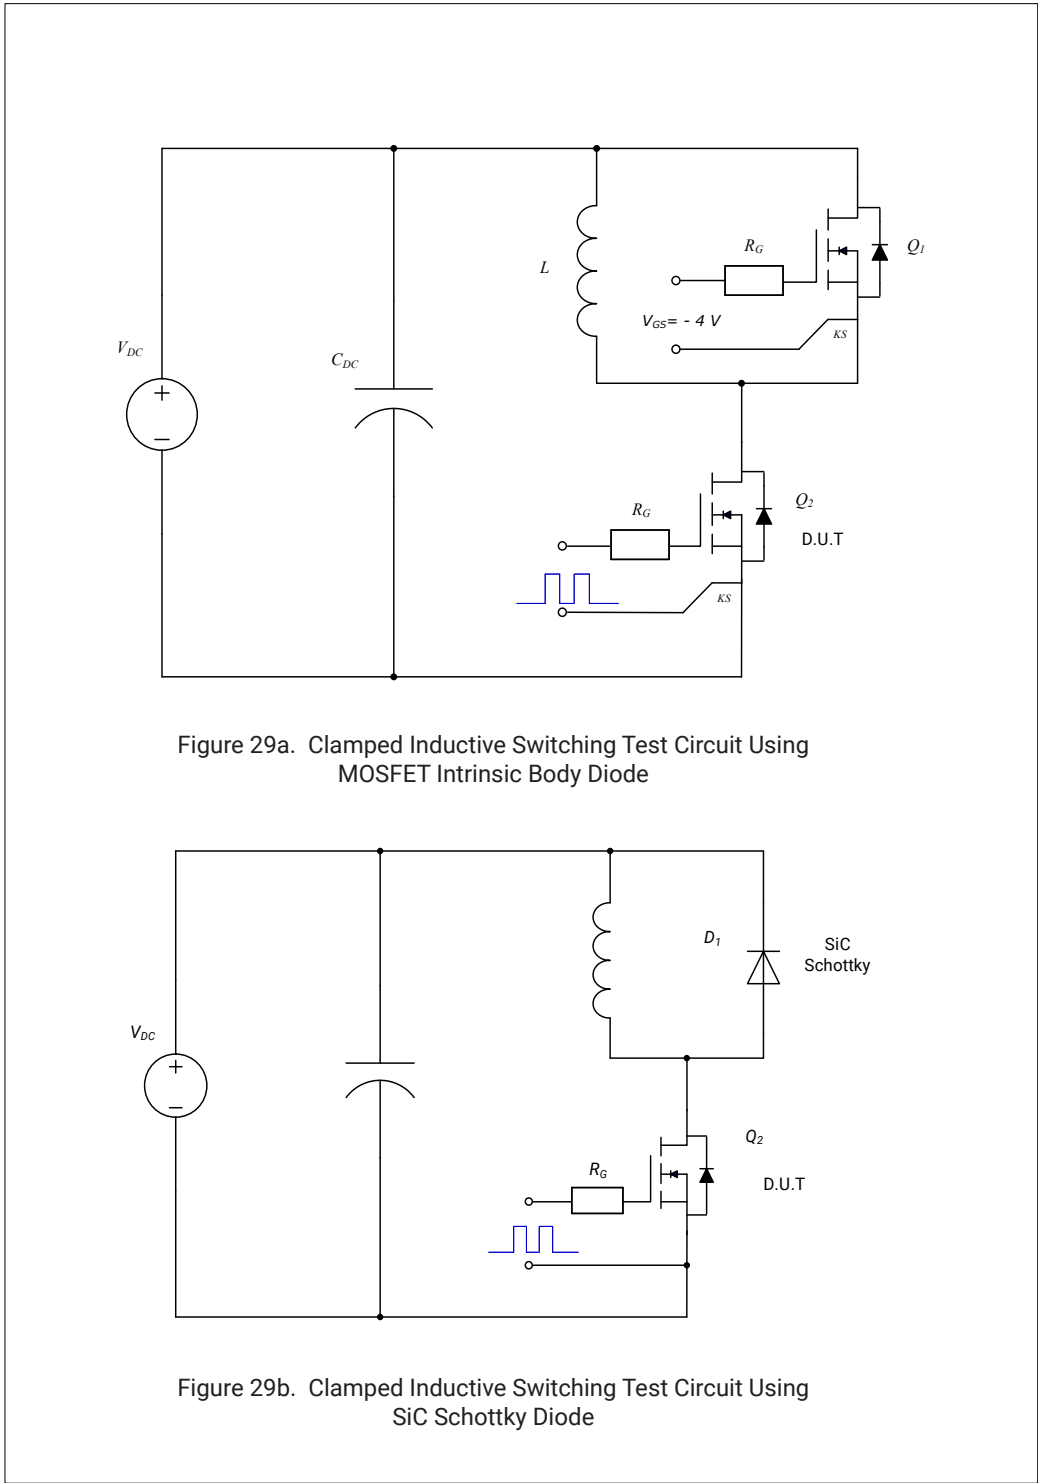 R_G
Q_1
L
V_GS= - 4 V
KS
V_DC
C_DC
+
−
Q_2
R_G
D.U.T
KS
Figure 29a. Clamped Inductive Switching Test Circuit Using
MOSFET Intrinsic Body Diode
D_1
SiC
Schottky
V_DC
+
−
Q_2
R_G
D.U.T
Figure 29b. Clamped Inductive Switching Test Circuit Using
SiC Schottky Diode